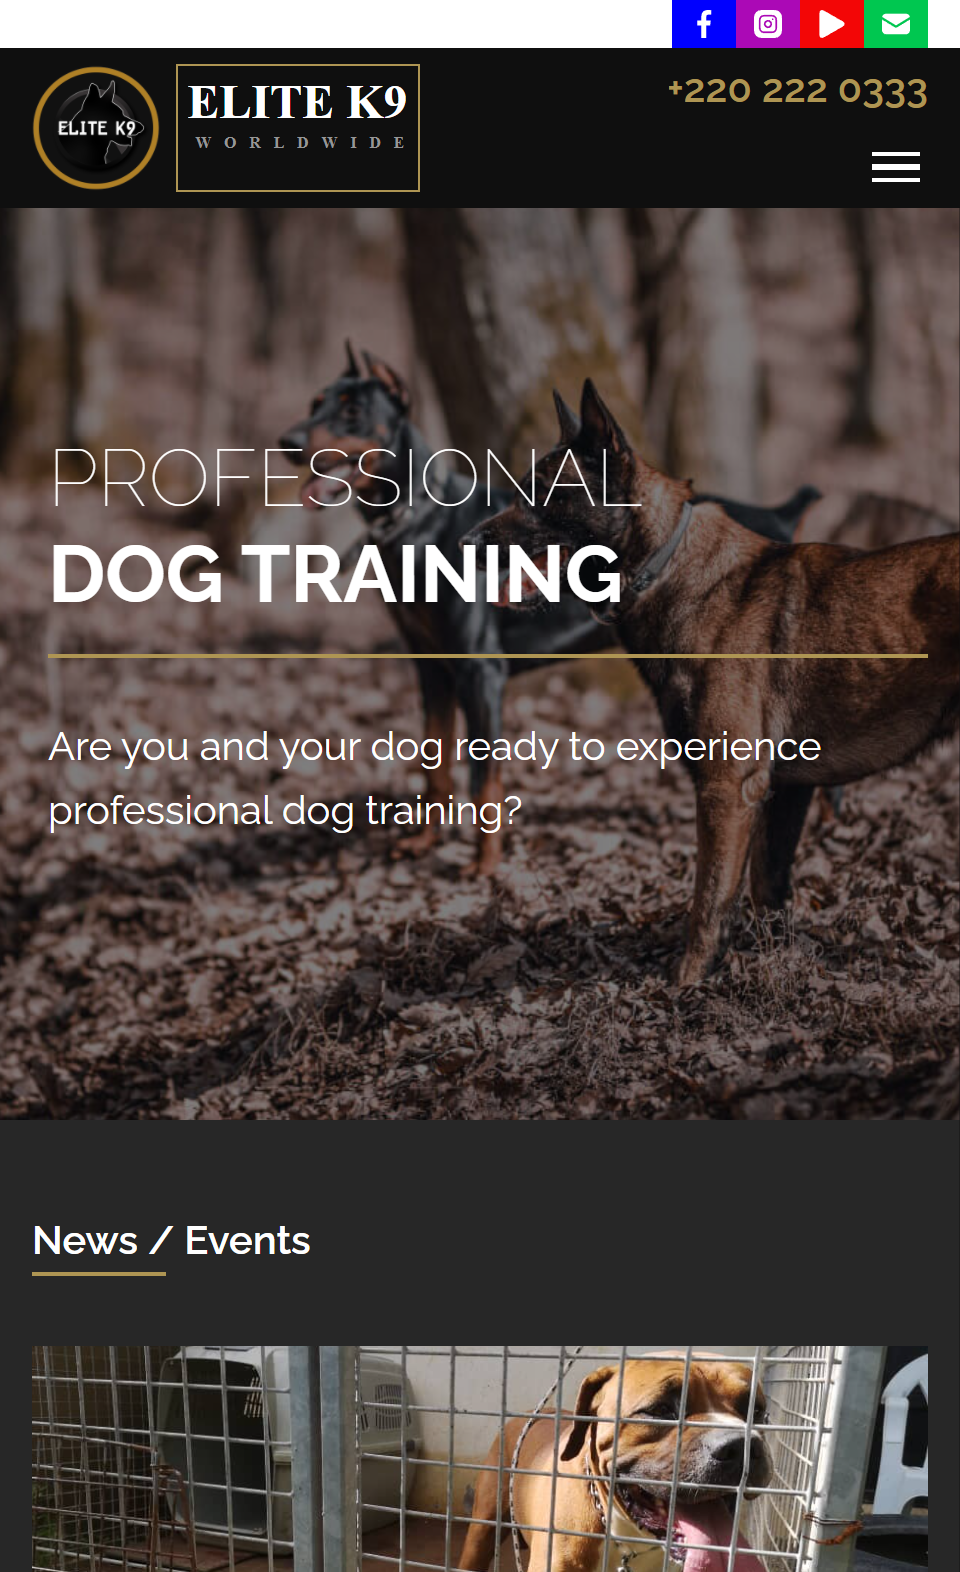 ELITE K9
ELITE K9
WORLDWIDE
+220 222 0333
PROFESSIONAL
DOG TRAINING
Are you and your dog ready to experience
professional dog training?
News / Events